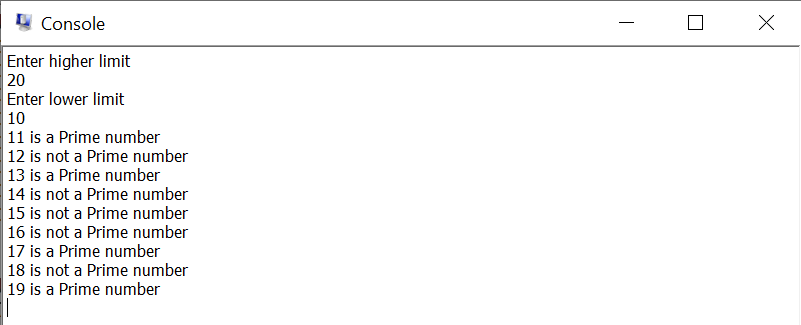 Console
Enter higher limit
20
Enter lower limit
10
11 is a Prime number
12 is not a Prime number
13 is a Prime number
14 is not a Prime number
15 is not a Prime number
16 is not a Prime number
17 is a Prime number
18 is not a Prime number
19 is a Prime number